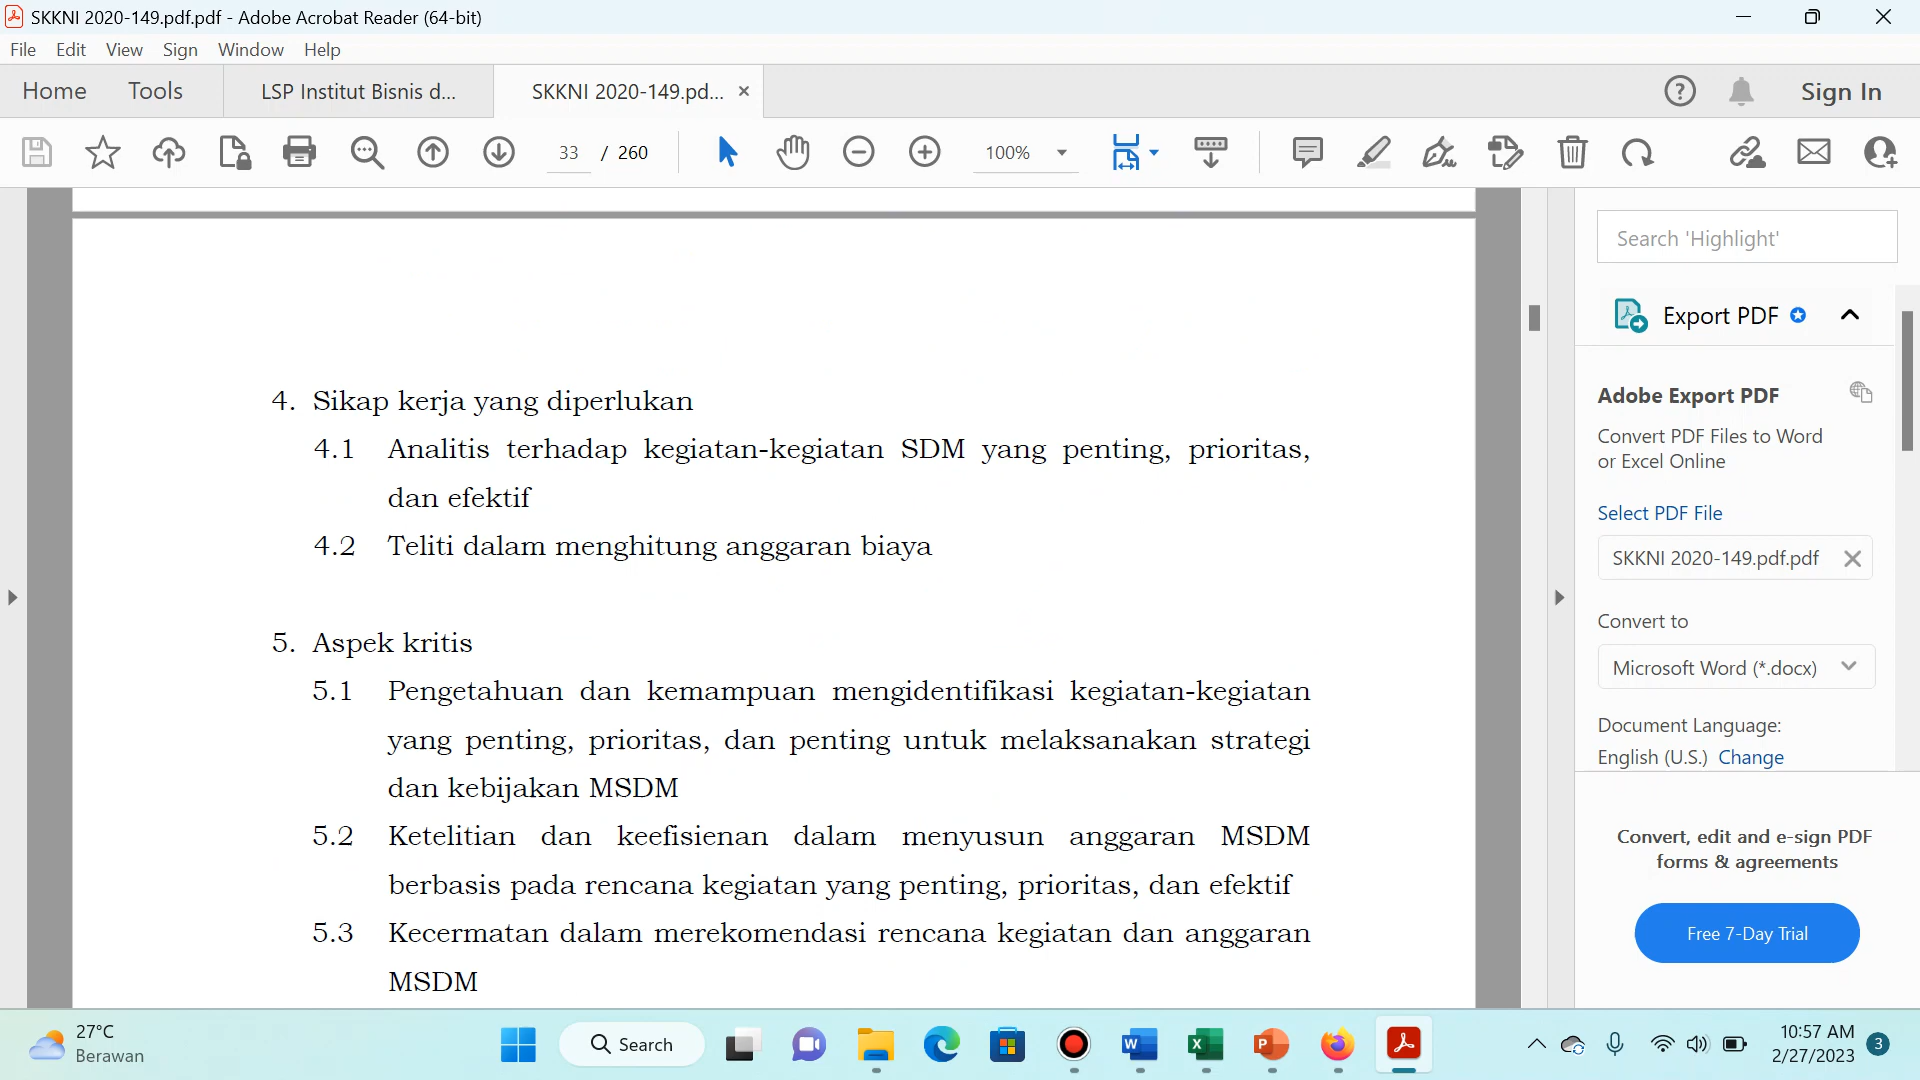 SKKNI 2020-149.pdf.pdf - Adobe Acrobat Reader (64-bit)
File Edit View Sign Window Help
Home Tools LSP Institut Bisnis d... SKKNI 2020-149.pd... Sign In
33 / 260 100%
Search 'Highlight'
Export PDF
Adobe Export PDF
Convert PDF Files to Word
or Excel Online
Select PDF File
SKKNI 2020-149.pdf.pdf
Convert to
Microsoft Word (*.docx)
Document Language:
English (U.S.) Change
Convert, edit and e-sign PDF
forms & agreements
Free 7-Day Trial
4. Sikap kerja yang diperlukan
4.1 Analitis terhadap kegiatan-kegiatan SDM yang penting, prioritas,
dan efektif
4.2 Teliti dalam menghitung anggaran biaya
5. Aspek kritis
5.1 Pengetahuan dan kemampuan mengidentifikasi kegiatan-kegiatan
yang penting, prioritas, dan penting untuk melaksanakan strategi
dan kebijakan MSDM
5.2 Ketelitian dan keefisienan dalam menyusun anggaran MSDM
berbasis pada rencana kegiatan yang penting, prioritas, dan efektif
5.3 Kecermatan dalam merekomendasi rencana kegiatan dan anggaran
MSDM
27°C
Berawan
Search
10:57 AM
2/27/2023
3